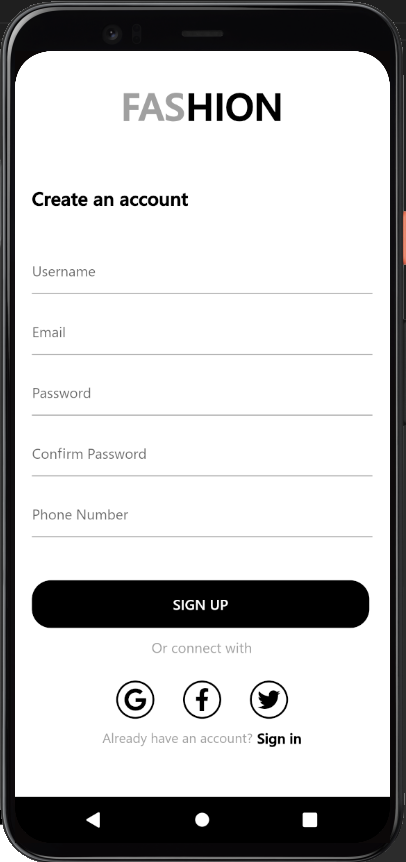 FASHION
Create an account
Username
Email
Password
Confirm Password
Phone Number
SIGN UP
Or connect with
Already have an account? Sign in